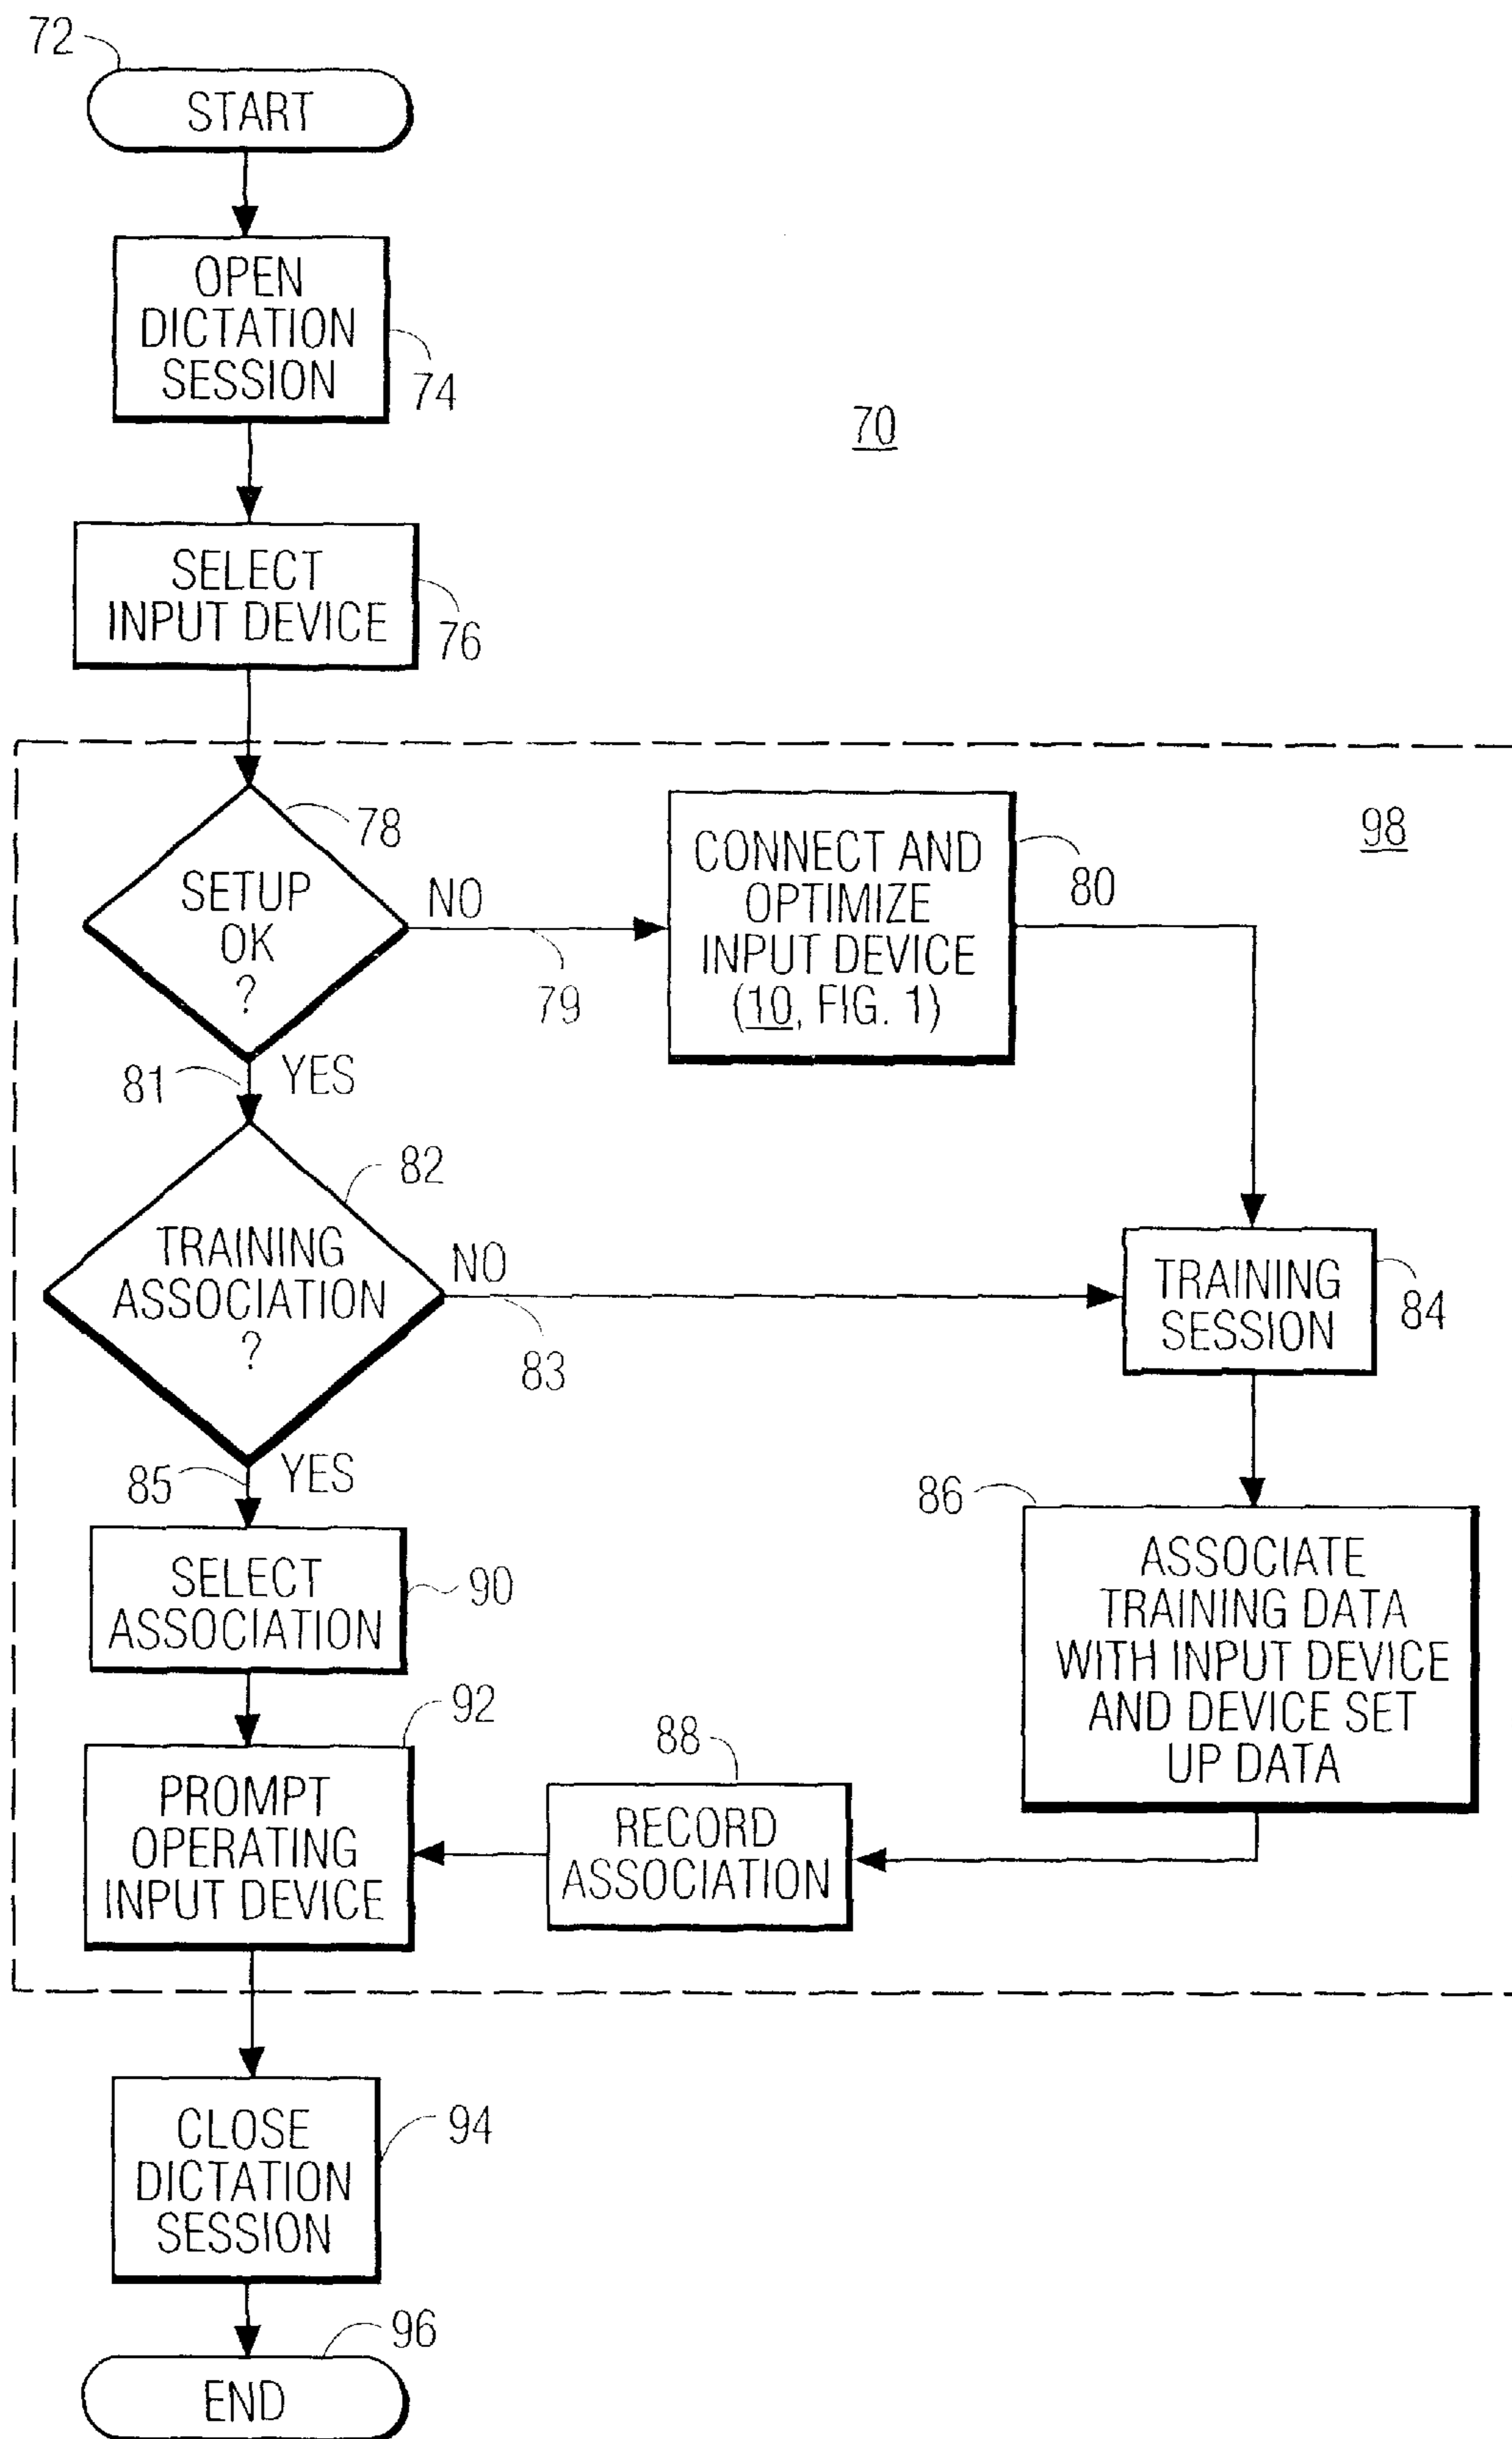 72
START
OPEN
DICTATION
SESSION
74
70
SELECT
INPUT DEVICE
76
78
SETUP
OK
?
NO
79
CONNECT AND
OPTIMIZE
INPUT DEVICE
(10, FIG. 1)
80
98
81
YES
82
TRAINING
ASSOCIATION
?
NO
83
TRAINING
SESSION
84
85
YES
86
ASSOCIATE
TRAINING DATA
WITH INPUT DEVICE
AND DEVICE SET
UP DATA
SELECT
ASSOCIATION
90
92
PROMPT
OPERATING
INPUT DEVICE
88
RECORD
ASSOCIATION
CLOSE
DICTATION
SESSION
94
96
END